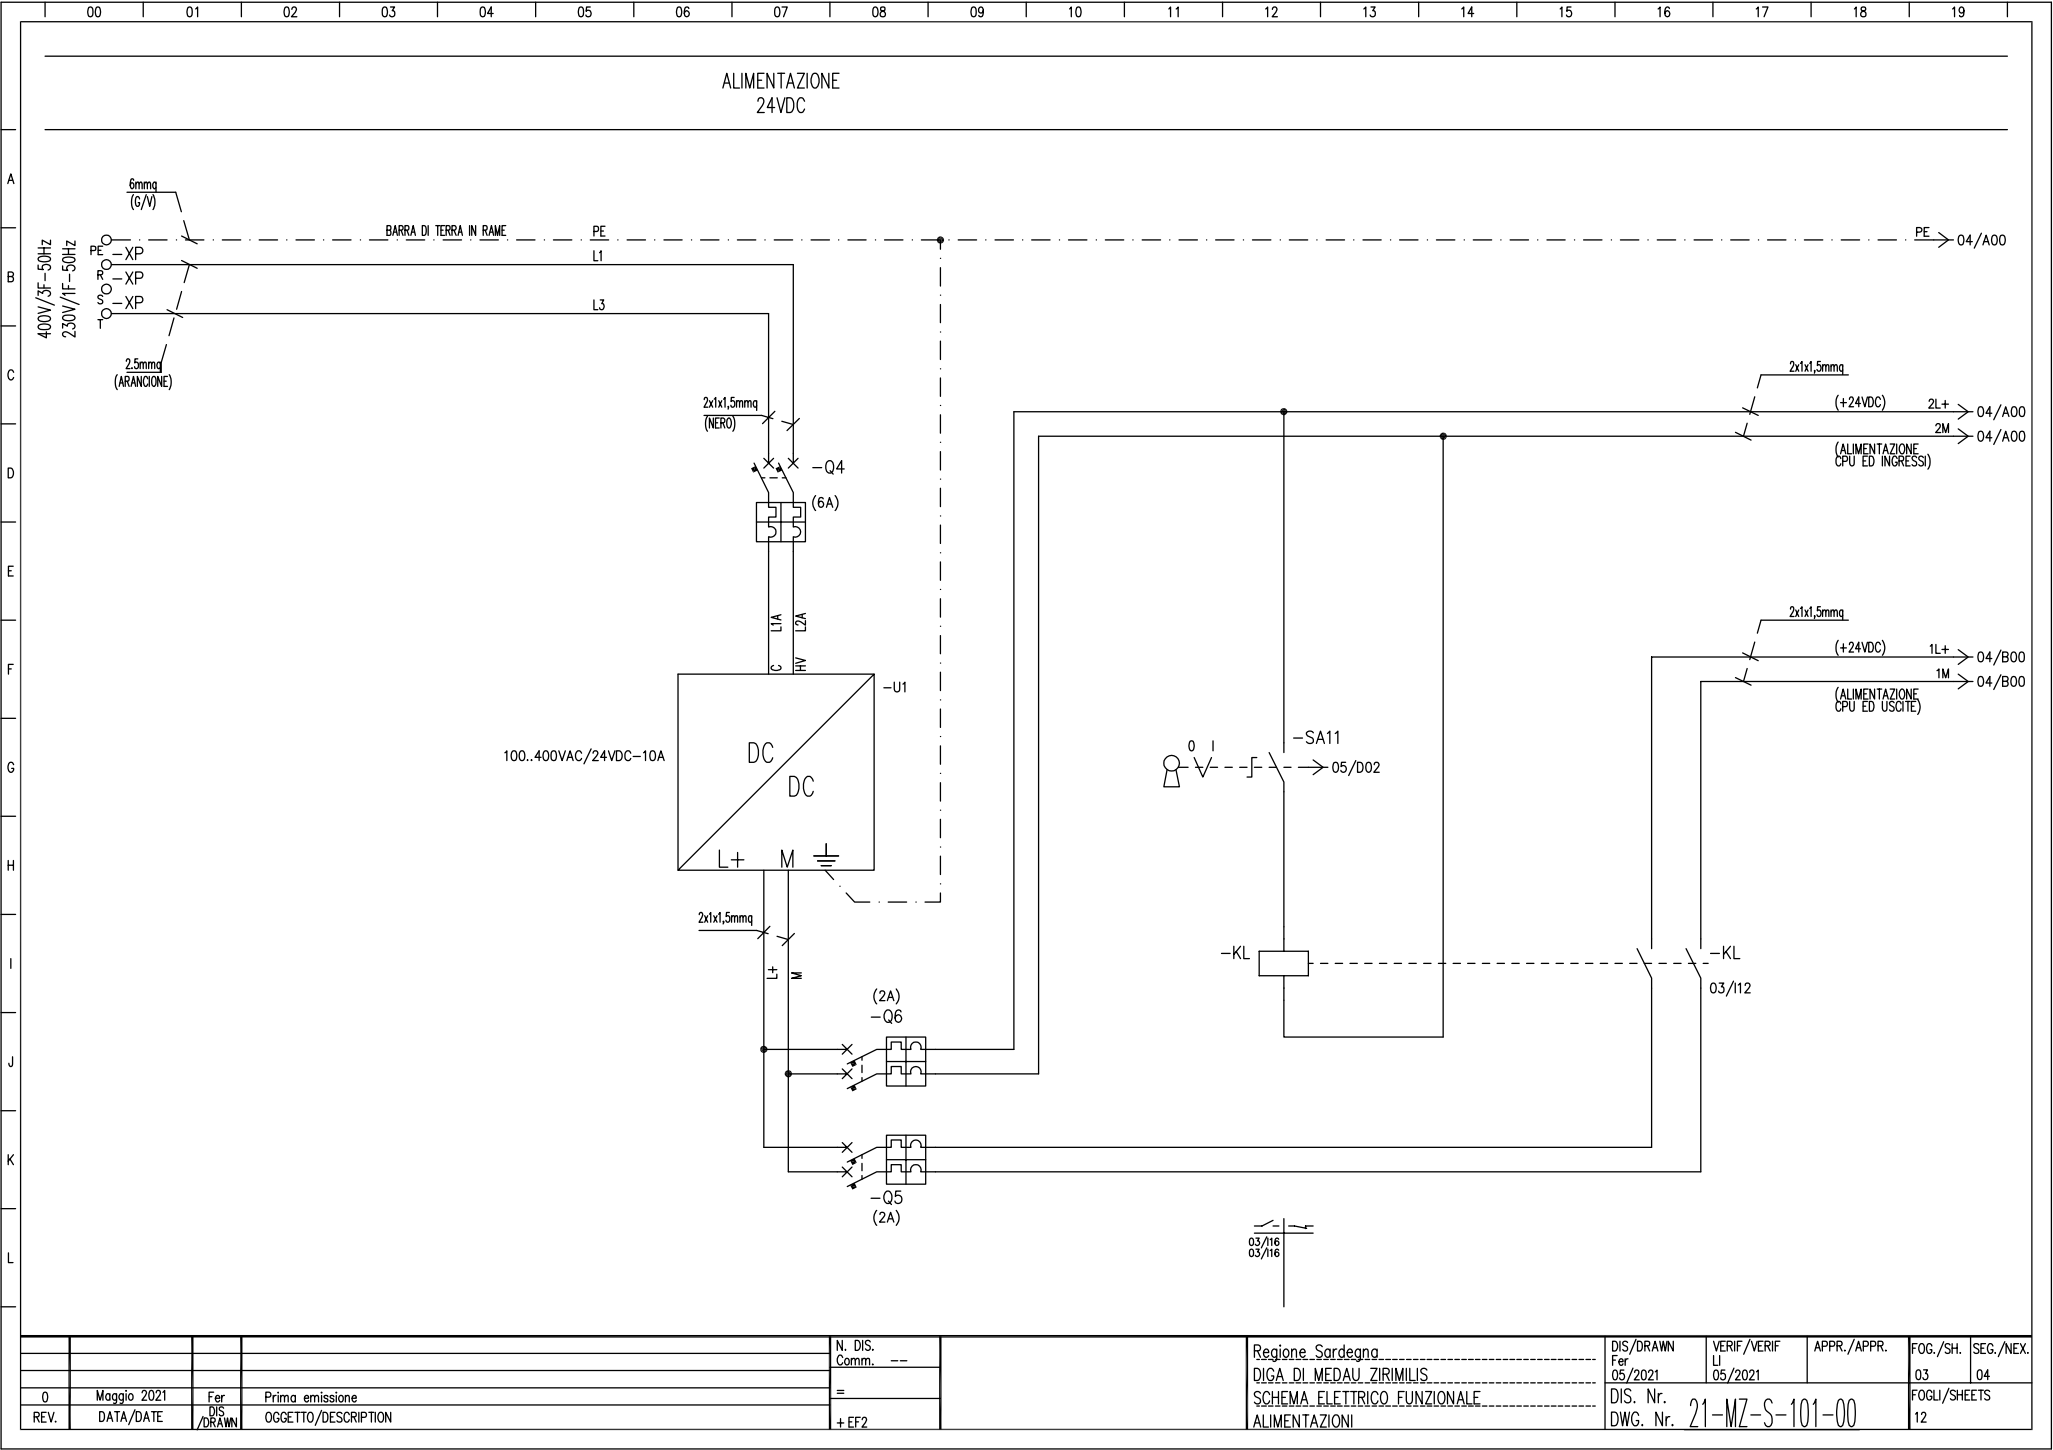 00 01 02 03 04 05 06 07 08 09 10 11 12 13 14 15 16 17 18 19
ALIMENTAZIONE
24VDC
A
B
C
D
E
F
G
H
I
J
K
L
6mmq
(G/V)
400V/3F-50Hz
230V/1F-50Hz
PE -XP
R -XP
S -XP
T
BARRA DI TERRA IN RAME
PE
L1
L3
PE 04/A00
2.5mmq
(ARANCIONE)
2x1x1,5mmq
(NERO)
-Q4
(6A)
L1A
L2A
C
HV
-U1
100..400VAC/24VDC-10A
DC
DC
L+ M
2x1x1,5mmq
L+
M
(2A)
-Q6
-Q5
(2A)
2x1x1,5mmq
(+24VDC) 2L+ 04/A00
2M 04/A00
(ALIMENTAZIONE
CPU ED INGRESSI)
2x1x1,5mmq
(+24VDC) 1L+ 04/B00
1M 04/B00
(ALIMENTAZIONE
CPU ED USCITE)
0 I
-SA11
05/D02
-KL
-KL
03/I12
03/I16
03/I16
0 Maggio 2021 Fer Prima emissione
REV. DATA/DATE DIS/DRAWN OGGETTO/DESCRIPTION
N. DIS.
Comm. --
=
+EF2
Regione Sardegna
DIGA DI MEDAU ZIRIMILIS
SCHEMA ELETTRICO FUNZIONALE
ALIMENTAZIONI
DIS/DRAWN
Fer
05/2021
VERIF/VERIF
LI
05/2021
APPR./APPR.
FOG./SH.
03
SEG./NEX.
04
DIS. Nr.
DWG. Nr. 21-MZ-S-101-00
FOGLI/SHEETS
12